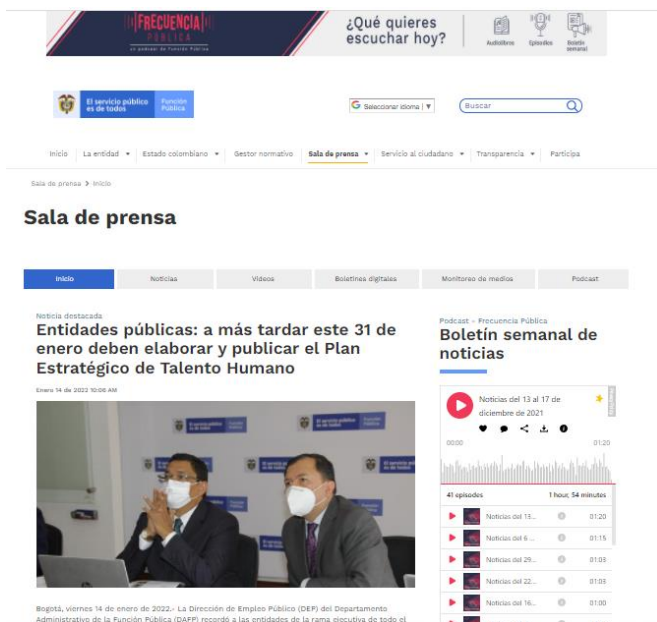 FRECUENCIA
PÚBLICA
un podcast de Función Pública
¿Qué quieres
escuchar hoy?
Audiolibros
Episodios
Boletín
semanal
El servicio público
es de todos
Función
Pública
Seleccionar idioma
Buscar
Inicio
La entidad
Estado colombiano
Gestor normativo
Sala de prensa
Servicio al ciudadano
Transparencia
Participa
Sala de prensa > Inicio
Sala de prensa
Inicio
Noticias
Videos
Boletines digitales
Monitoreo de medios
Podcast
Noticia destacada
Entidades públicas: a más tardar este 31 de
enero deben elaborar y publicar el Plan
Estratégico de Talento Humano
Enero 14 de 2022 10:06 AM
Bogotá, viernes 14 de enero de 2022.- La Dirección de Empleo Público (DEP) del Departamento
Administrativo de la Función Pública (DAFP) recordó a las entidades de la rama ejecutiva de todo el
Podcast - Frecuencia Pública
Boletín semanal de
noticias
Noticias del 13 al 17 de
diciembre de 2021
00:00
01:20
41 episodes
1 hour, 54 minutes
Noticias del 13...
01:20
Noticias del 6 ...
01:15
Noticias del 29...
01:03
Noticias del 22...
01:03
Noticias del 16...
01:00